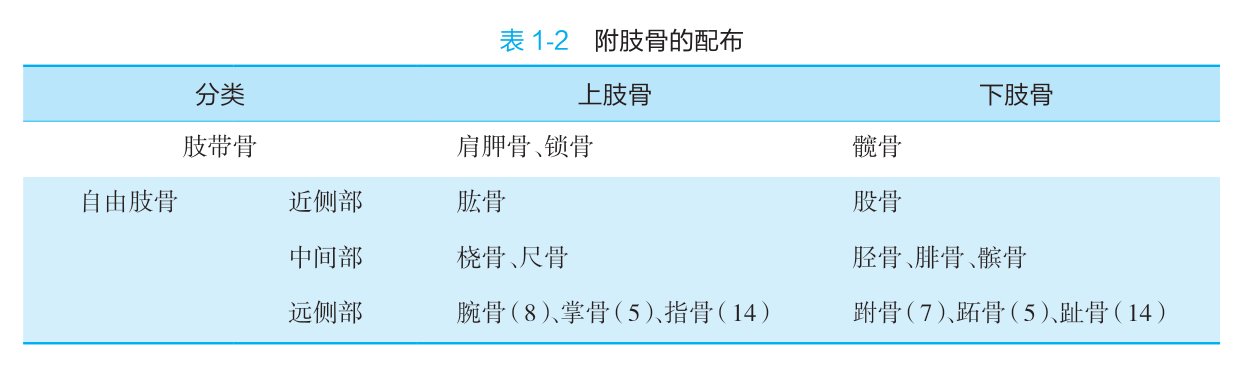 表 1-2 附肢骨的配布
分类 上肢骨 下肢骨
肢带骨 肩胛骨、锁骨 髋骨
自由肢骨 近侧部 肱骨 股骨
中间部 桡骨、尺骨 胫骨、腓骨、髌骨
远侧部 腕骨（8）、掌骨（5）、指骨（14） 跗骨（7）、跖骨（5）、趾骨（14）